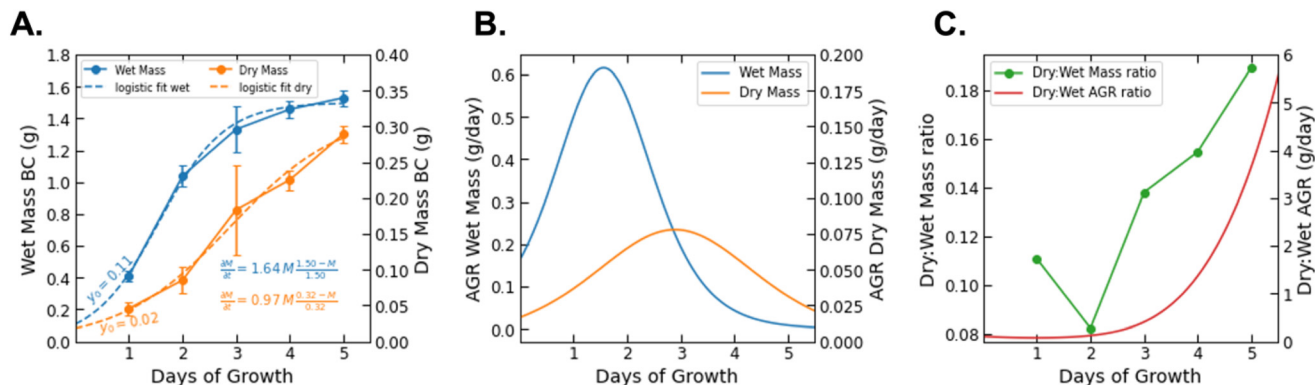 A.
Wet Mass BC (g)
1.8
1.6
1.4
1.2
1.0
0.8
0.6
0.4
0.2
0.0
Wet Mass
logistic fit wet
Dry Mass
logistic fit dry
y₀ = 0.11
y₀ = 0.02
∂M/∂t = 1.64 M (1.50 − M)/1.50
∂M/∂t = 0.97 M (0.32 − M)/0.32
0.40
0.35
0.30
0.25
0.20
0.15
0.10
0.05
0.00
Dry Mass BC (g)
1 2 3 4 5
Days of Growth
B.
AGR Wet Mass (g/day)
0.6
0.5
0.4
0.3
0.2
0.1
0.0
Wet Mass
Dry Mass
0.200
0.175
0.150
0.125
0.100
0.075
0.050
0.025
0.000
AGR Dry Mass (g/day)
1 2 3 4 5
Days of Growth
C.
Dry:Wet Mass ratio
0.18
0.16
0.14
0.12
0.10
0.08
Dry:Wet Mass ratio
Dry:Wet AGR ratio
6
5
4
3
2
1
0
Dry:Wet AGR (g/day)
1 2 3 4 5
Days of Growth